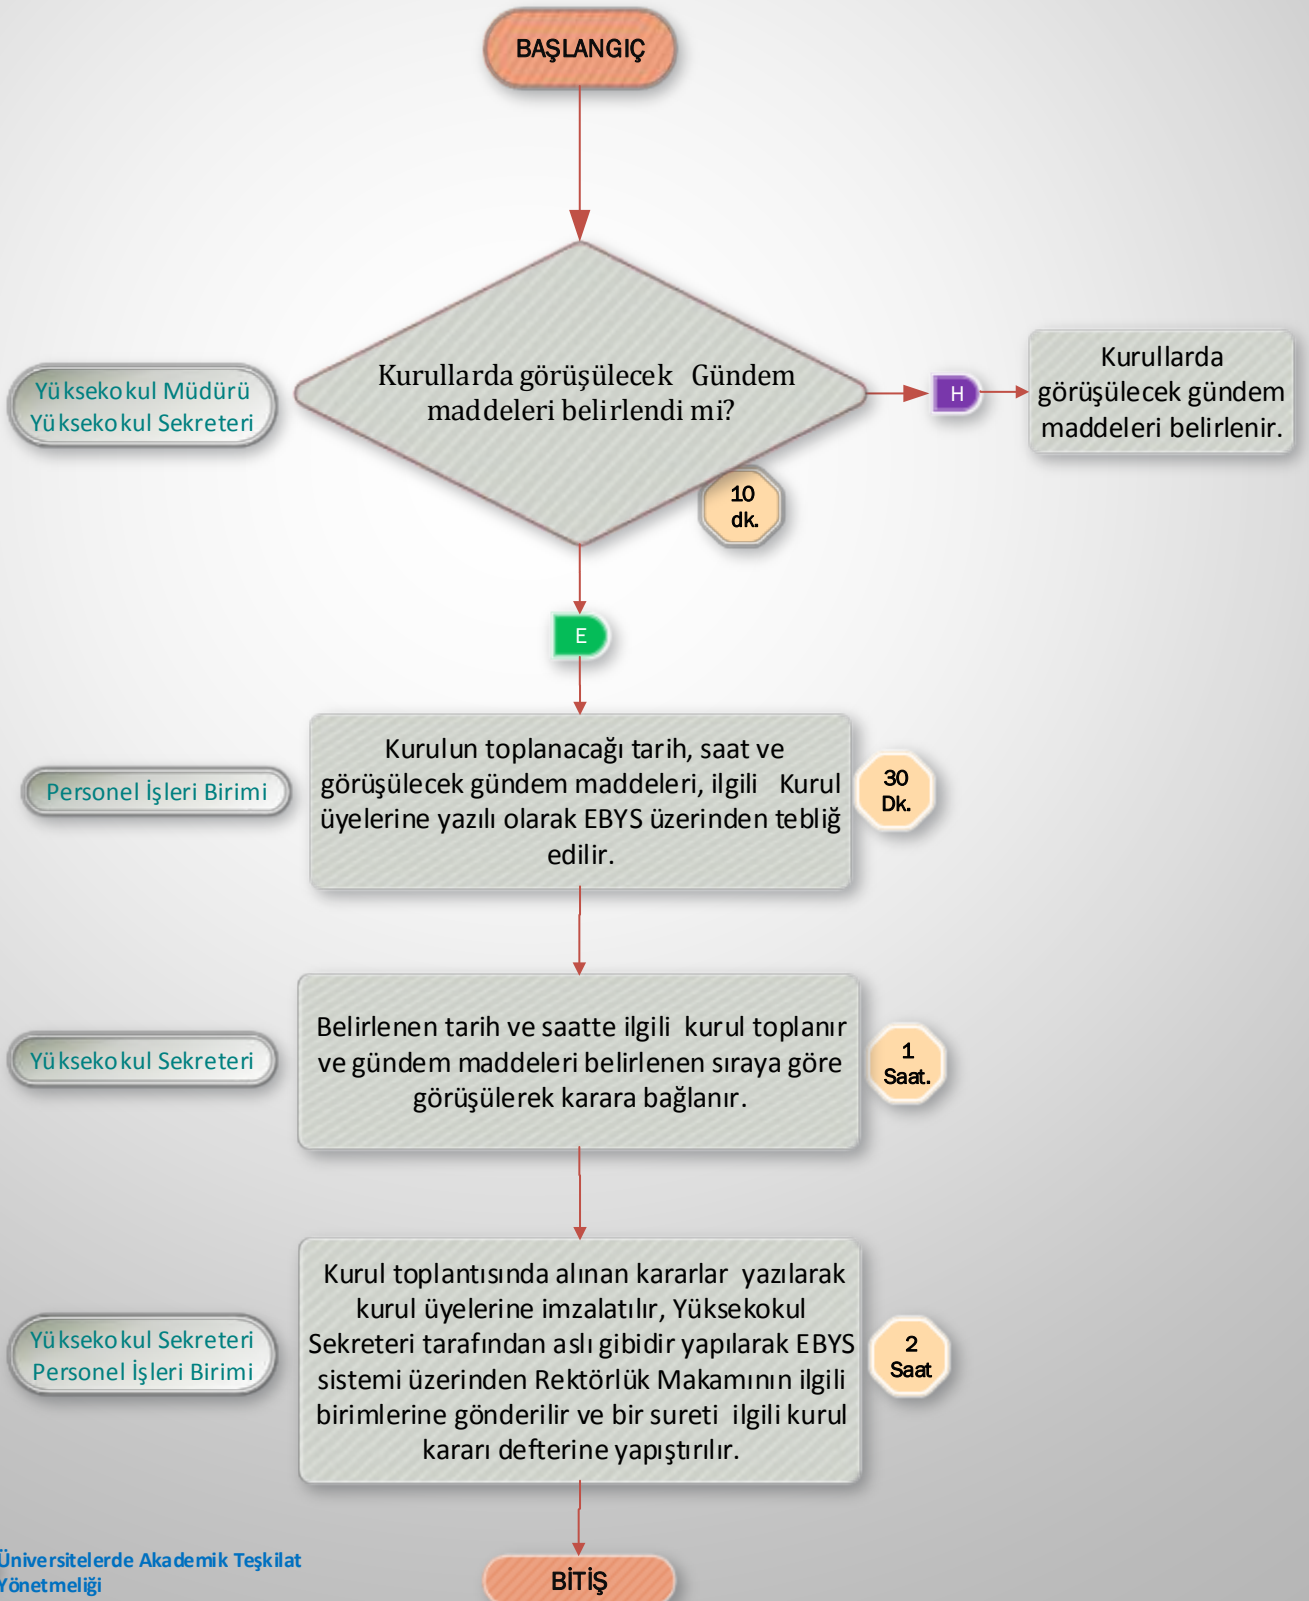 BAŞLANGIÇ
Yüksekokul Müdürü
Yüksekokul Sekreteri
Kurullarda görüşülecek Gündem
maddeleri belirlendi mi?
H
Kurullarda
görüşülecek gündem
maddeleri belirlenir.
10
dk.
E
Personel İşleri Birimi
Kurulun toplanacağı tarih, saat ve
görüşülecek gündem maddeleri, ilgili Kurul
üyelerine yazılı olarak EBYS üzerinden tebliğ
edilir.
30
Dk.
Yüksekokul Sekreteri
Belirlenen tarih ve saatte ilgili kurul toplanır
ve gündem maddeleri belirlenen sıraya göre
görüşülerek karara bağlanır.
1
Saat.
Yüksekokul Sekreteri
Personel İşleri Birimi
Kurul toplantısında alınan kararlar yazılarak
kurul üyelerine imzalatılır, Yüksekokul
Sekreteri tarafından aslı gibidir yapılarak EBYS
sistemi üzerinden Rektörlük Makamının ilgili
birimlerine gönderilir ve bir sureti ilgili kurul
kararı defterine yapıştırılır.
2
Saat
Üniversitelerde Akademik Teşkilat
Yönetmeliği
BİTİŞ